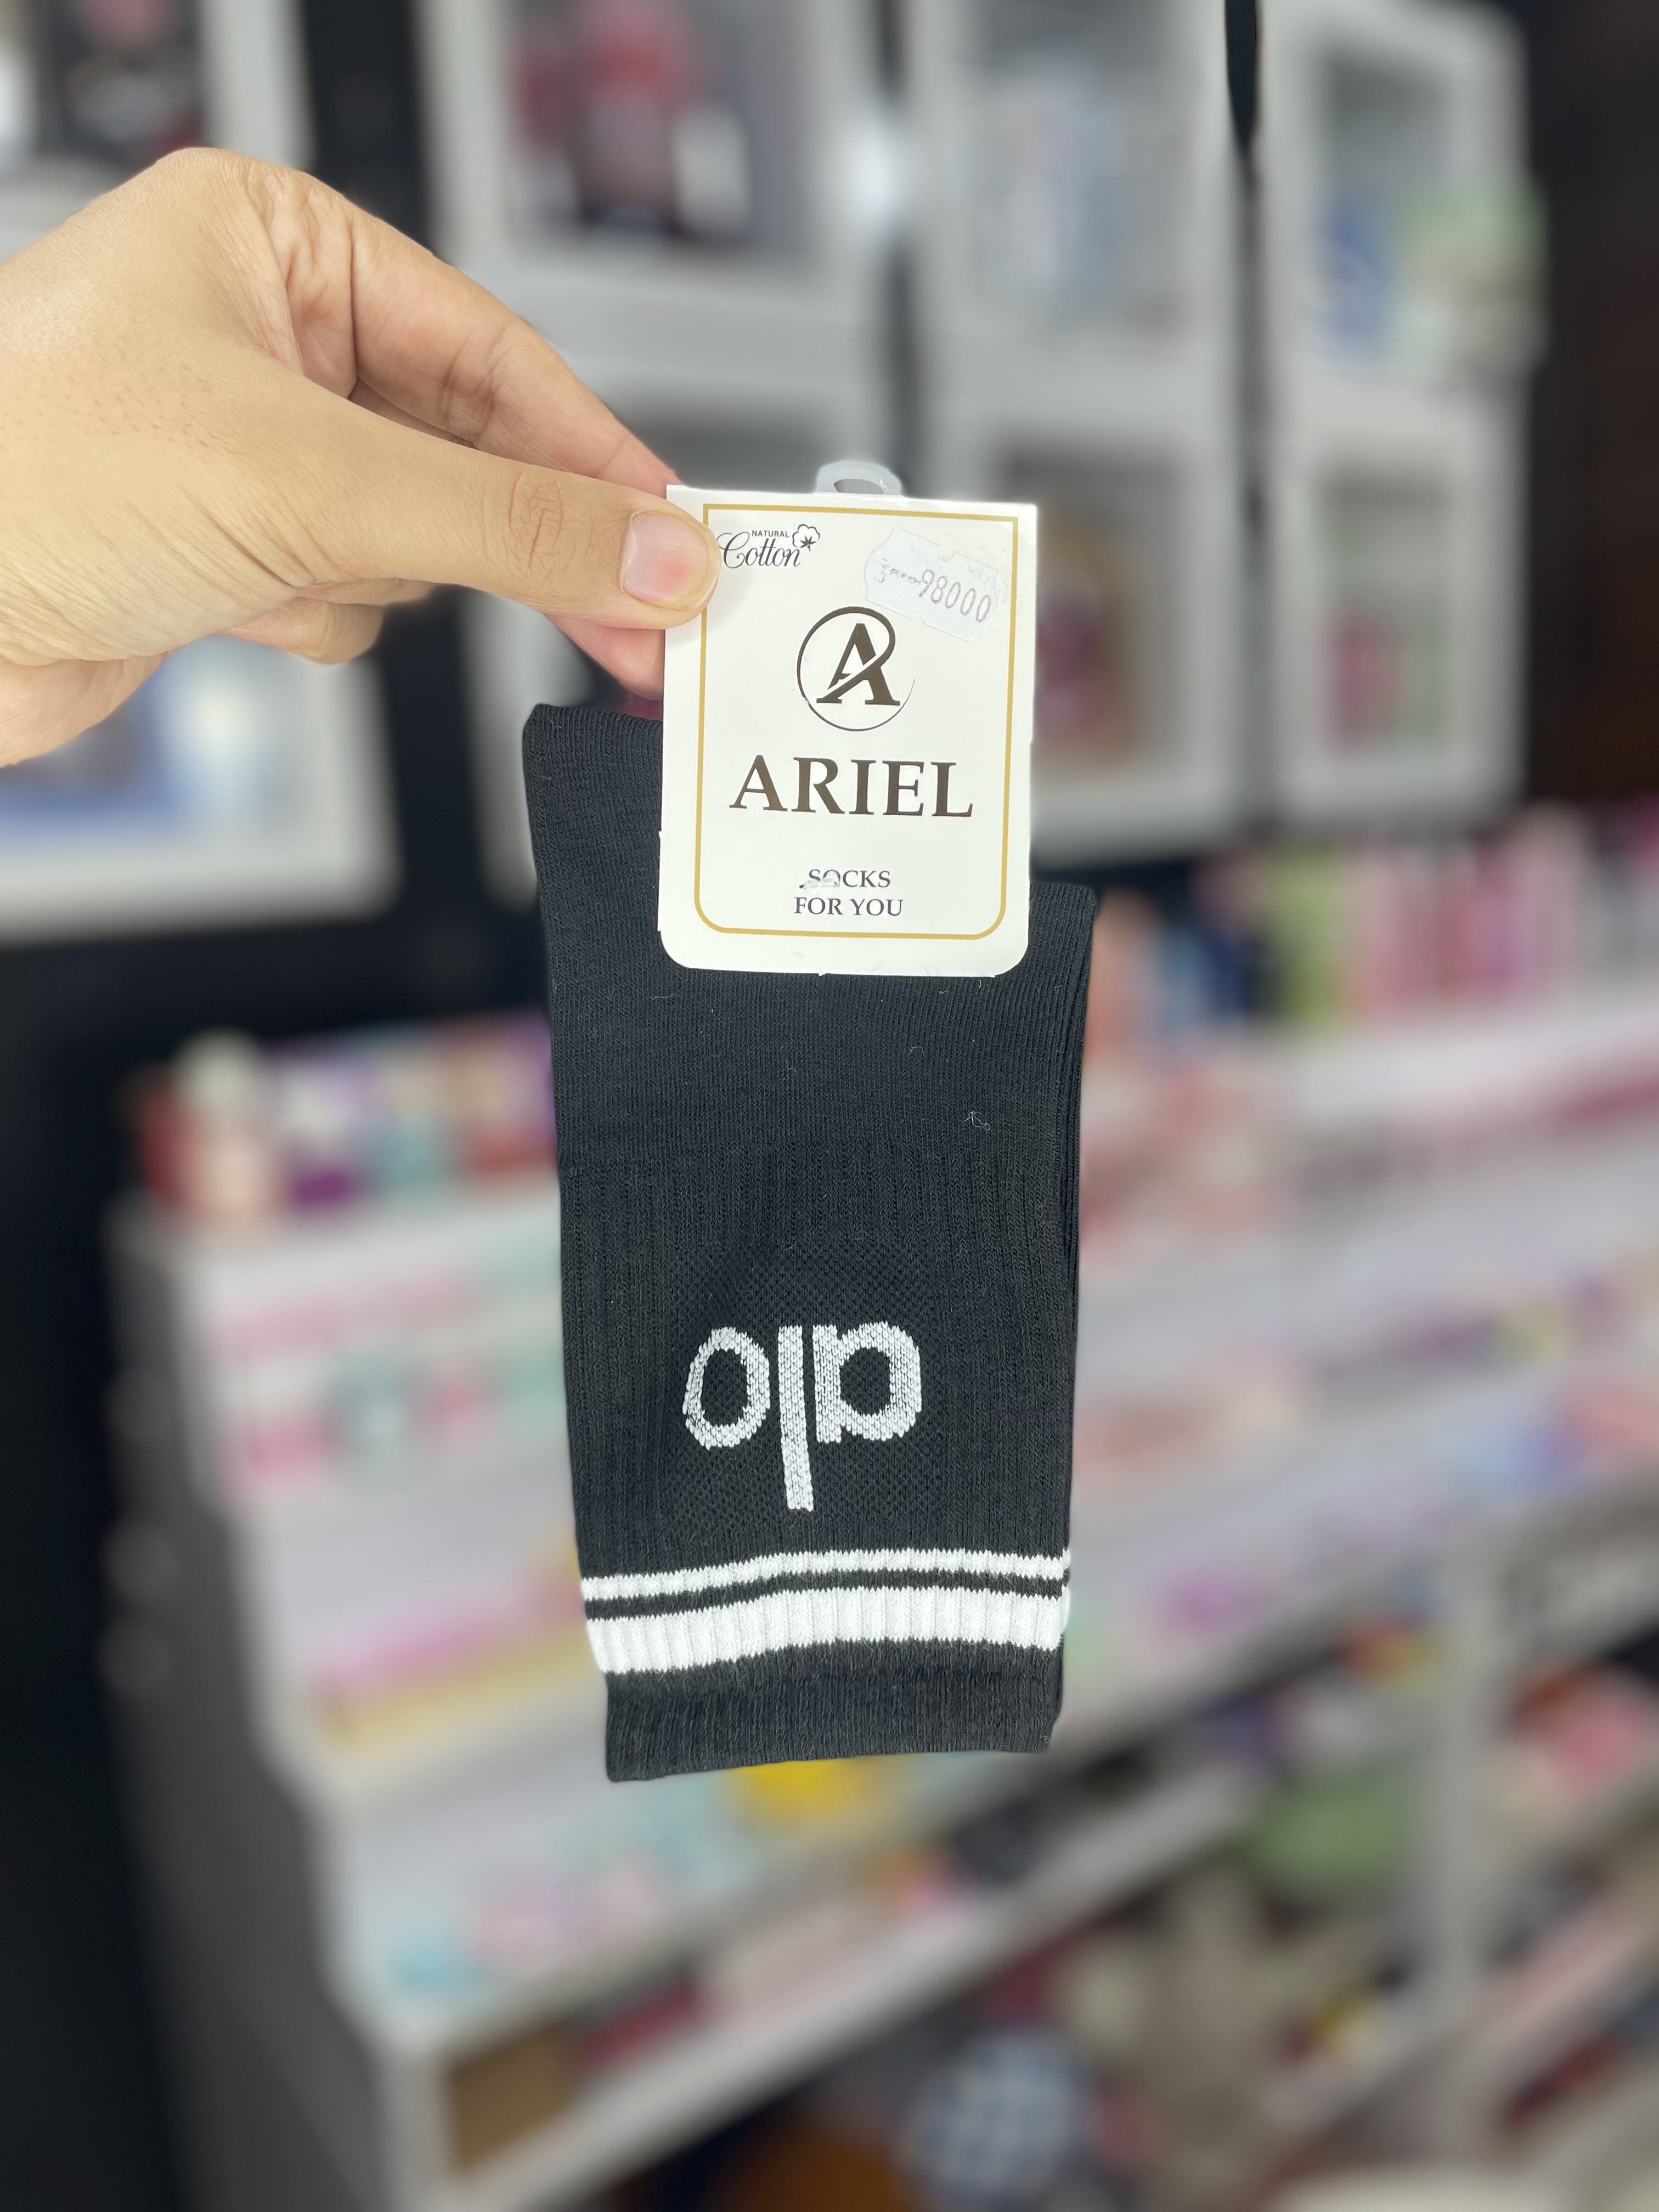 NATURAL
Cotton
98000
A
ARIEL
SOCKS
FOR YOU
alo